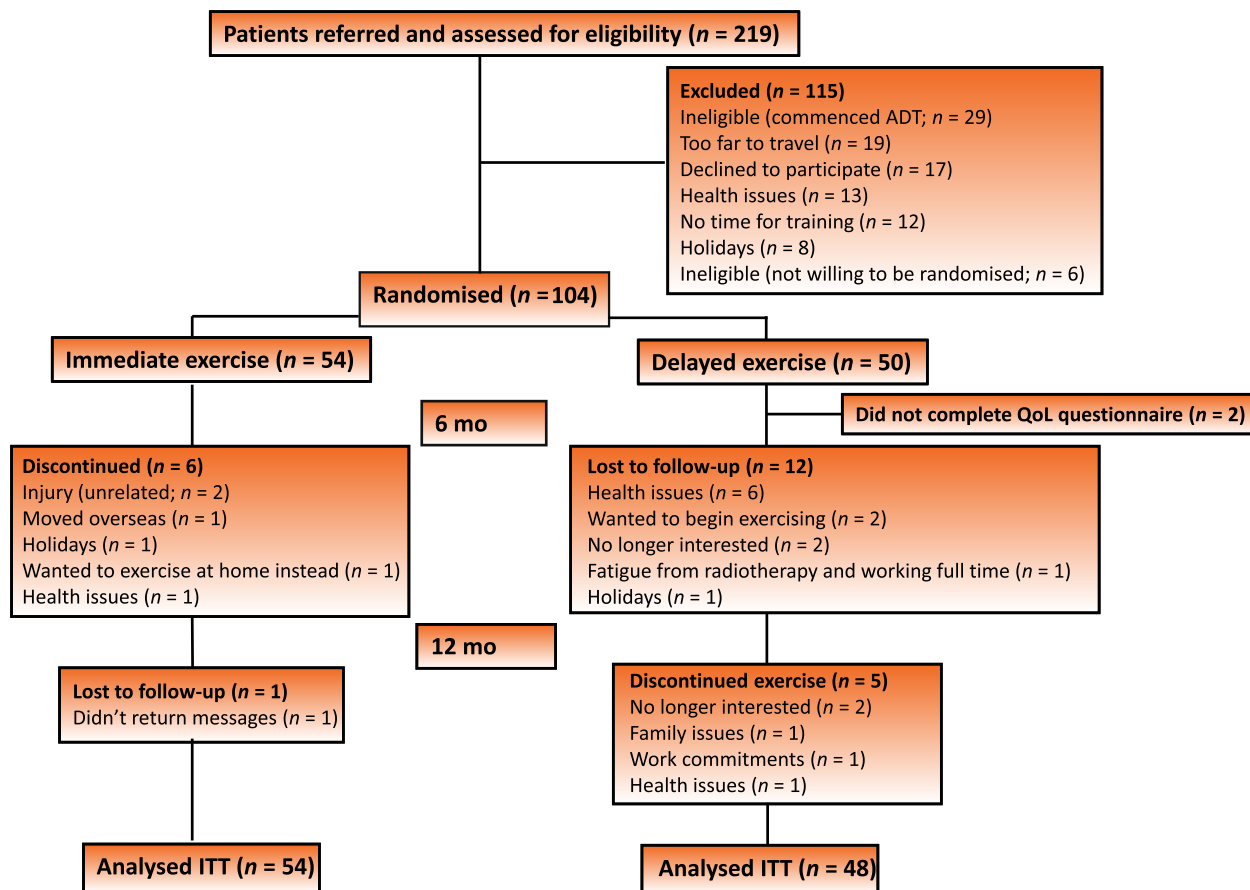 Patients referred and assessed for eligibility (n = 219)
Excluded (n = 115)
Ineligible (commenced ADT; n = 29)
Too far to travel (n = 19)
Declined to participate (n = 17)
Health issues (n = 13)
No time for training (n = 12)
Holidays (n = 8)
Ineligible (not willing to be randomised; n = 6)
Randomised (n = 104)
Immediate exercise (n = 54)
Delayed exercise (n = 50)
Did not complete QoL questionnaire (n = 2)
6 mo
Discontinued (n = 6)
Injury (unrelated; n = 2)
Moved overseas (n = 1)
Holidays (n = 1)
Wanted to exercise at home instead (n = 1)
Health issues (n = 1)
Lost to follow-up (n = 12)
Health issues (n = 6)
Wanted to begin exercising (n = 2)
No longer interested (n = 2)
Fatigue from radiotherapy and working full time (n = 1)
Holidays (n = 1)
12 mo
Lost to follow-up (n = 1)
Didn’t return messages (n = 1)
Discontinued exercise (n = 5)
No longer interested (n = 2)
Family issues (n = 1)
Work commitments (n = 1)
Health issues (n = 1)
Analysed ITT (n = 54)
Analysed ITT (n = 48)